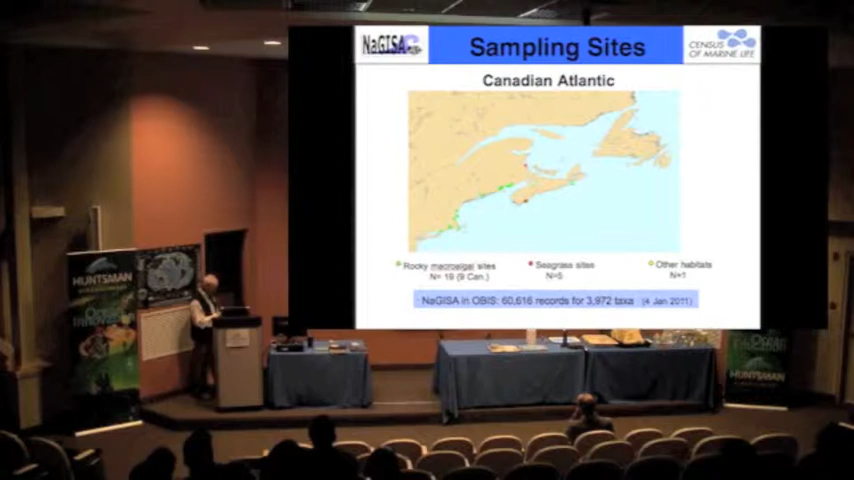 NaGISA
Sampling Sites
CENSUS
OF MARINE LIFE
Canadian Atlantic
Rocky macroalgal sites
N= 19 (9 Can.)
Seagrass sites
N=5
Other habitats
N=1
NaGISA in OBIS: 60,616 records for 3,972 taxa (4 Jan 2011)
HUNTSMAN
HUNTSMAN